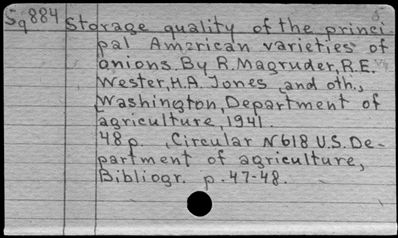 Sq884 Storage quality of the princi-
pal American varieties of
onions. By R. Magruder, R.E.
Wester, H.A. Jones and oth.,
Washington, Department of
agriculture, 1941.
48 p. , Circular N618 U.S. De-
partment of agriculture,
Bibliogr. p. 47-48.